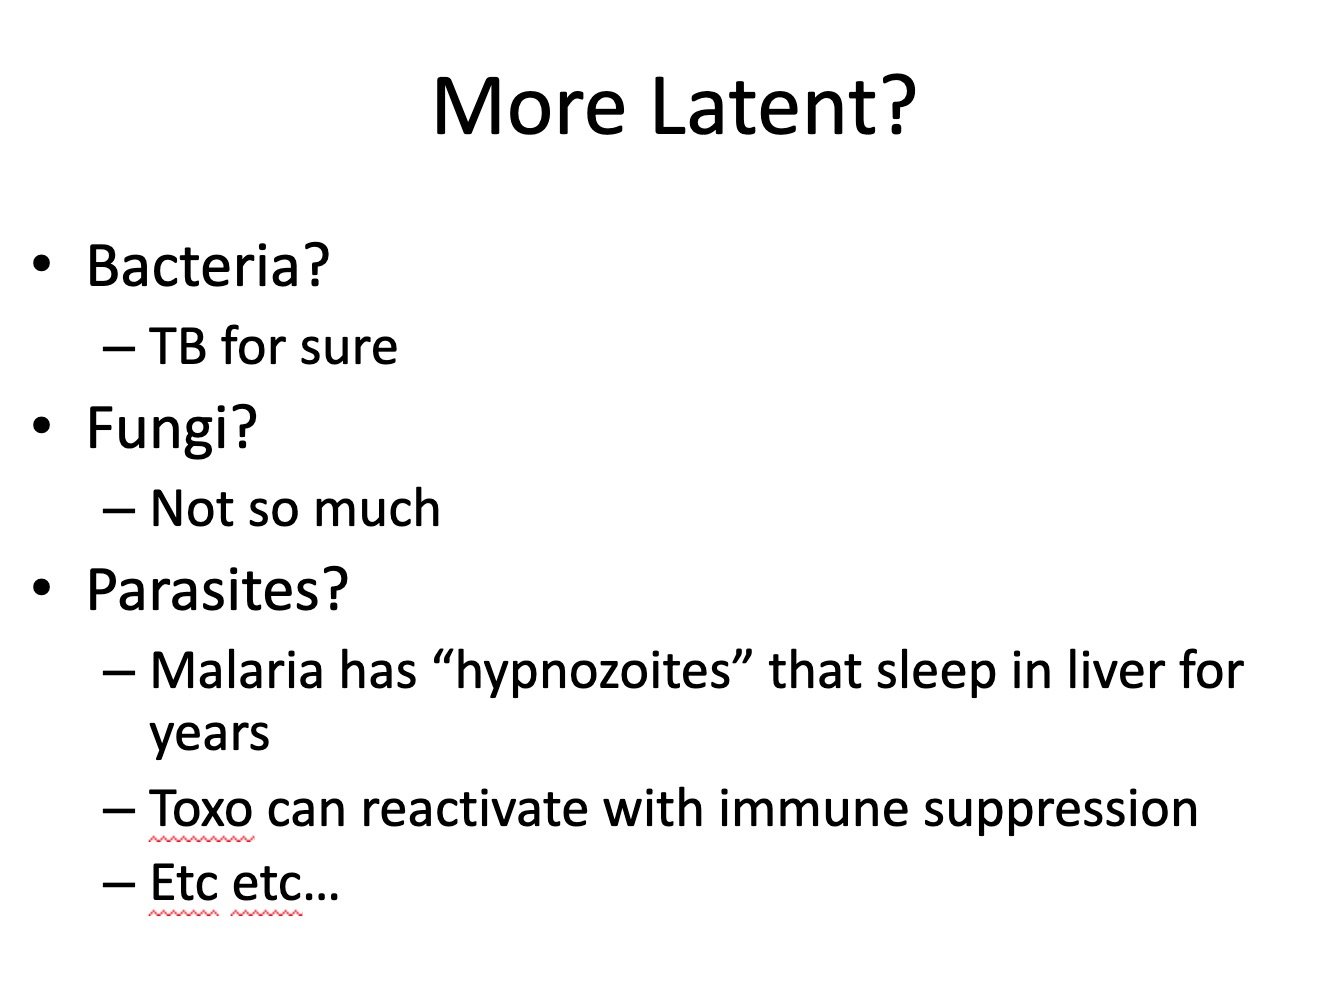 More Latent?
• Bacteria?
– TB for sure
• Fungi?
– Not so much
• Parasites?
– Malaria has “hypnozoites” that sleep in liver for
years
– Toxo can reactivate with immune suppression
– Etc etc…